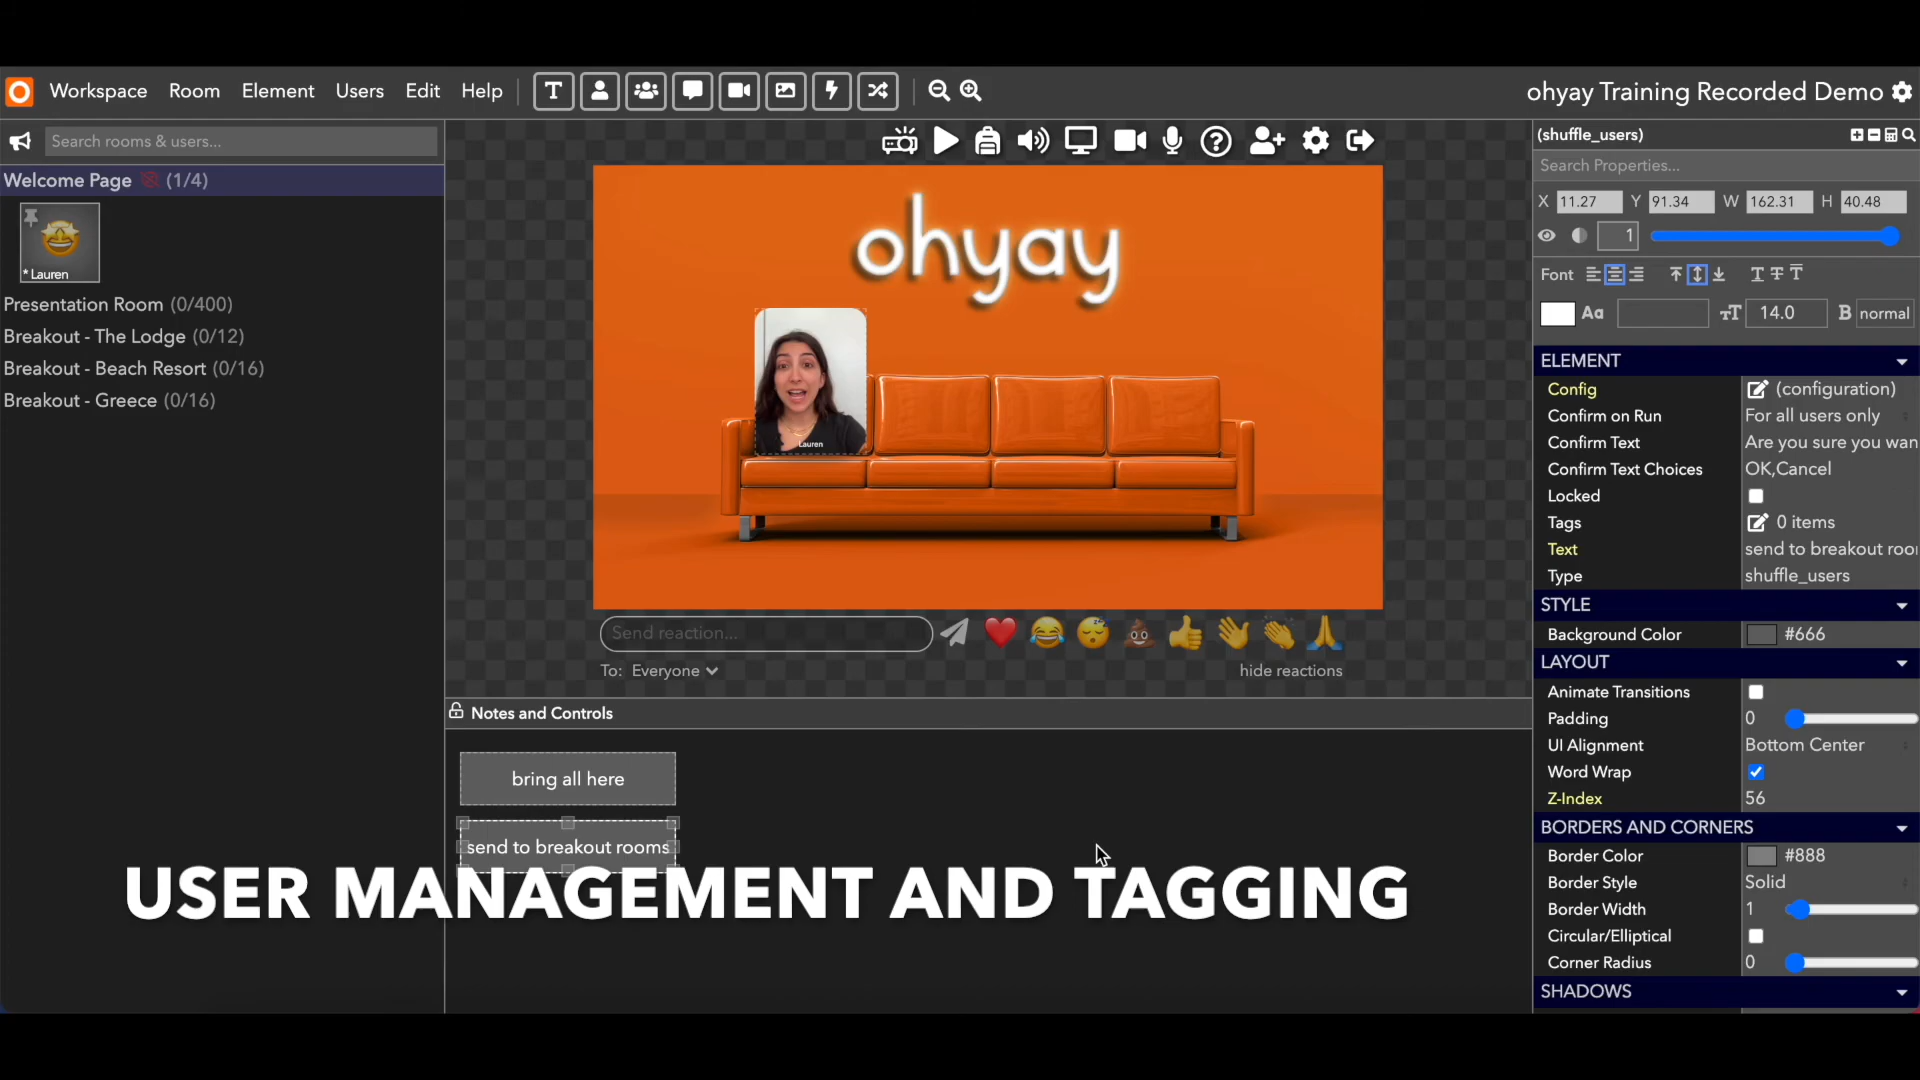 Workspace Room Element Users Edit Help
ohyay Training Recorded Demo
Search rooms & users...
Welcome Page (1/4)
* Lauren
Presentation Room (0/400)
Breakout - The Lodge (0/12)
Breakout - Beach Resort (0/16)
Breakout - Greece (0/16)
ohyay
Lauren
Send reaction...
To: Everyone
hide reactions
Notes and Controls
bring all here
send to breakout rooms
USER MANAGEMENT AND TAGGING
(shuffle_users)
Search Properties...
X 11.27 Y 91.34 W 162.31 H 40.48
1
Font
Aa 14.0 B normal
ELEMENT
Config (configuration)
Confirm on Run For all users only
Confirm Text Are you sure you wan
Confirm Text Choices OK,Cancel
Locked
Tags 0 items
Text send to breakout roo
Type shuffle_users
STYLE
Background Color #666
LAYOUT
Animate Transitions
Padding 0
UI Alignment Bottom Center
Word Wrap
Z-Index 56
BORDERS AND CORNERS
Border Color #888
Border Style Solid
Border Width 1
Circular/Elliptical
Corner Radius 0
SHADOWS